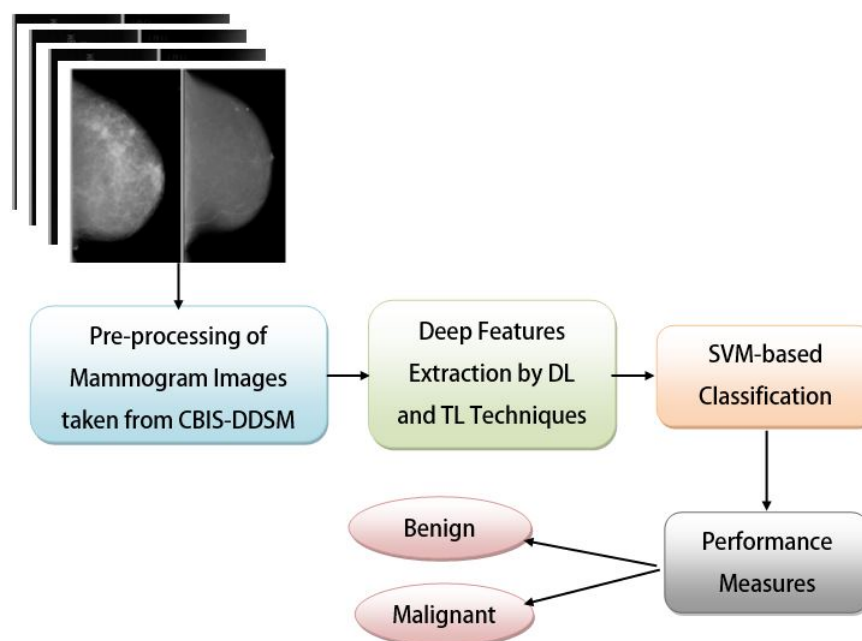 Pre-processing of
Mammogram Images
taken from CBIS-DDSM
Deep Features
Extraction by DL
and TL Techniques
SVM-based
Classification
Performance
Measures
Benign
Malignant